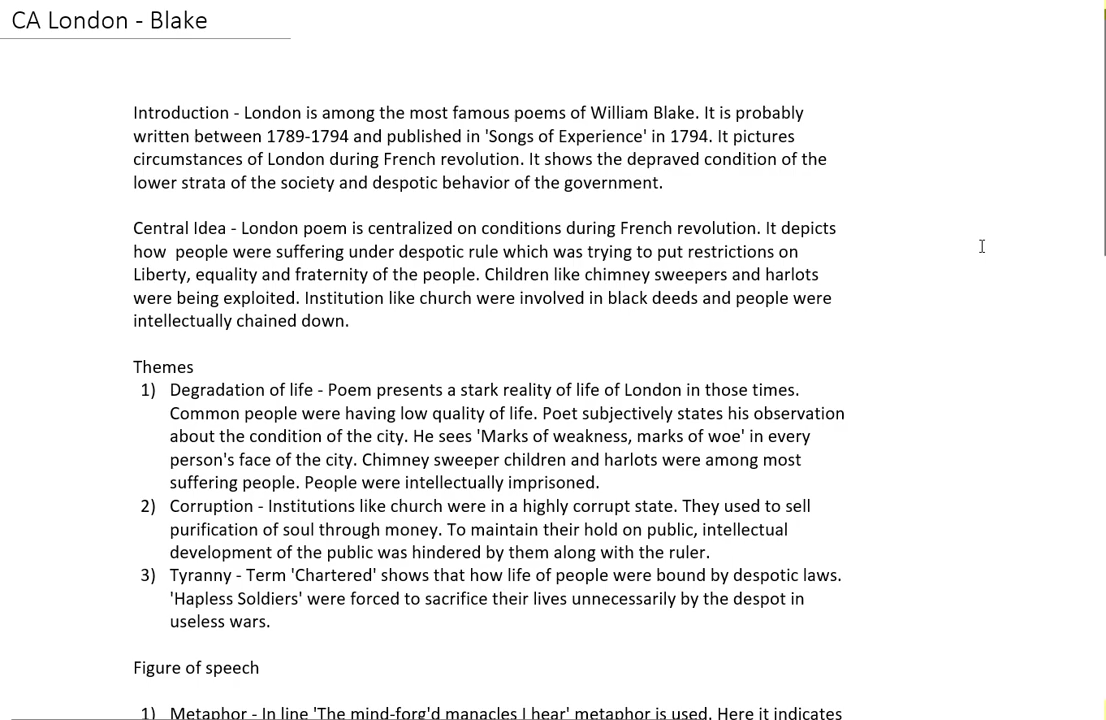 CA London - Blake
Introduction - London is among the most famous poems of William Blake. It is probably
written between 1789-1794 and published in 'Songs of Experience' in 1794. It pictures
circumstances of London during French revolution. It shows the depraved condition of the
lower strata of the society and despotic behavior of the government.
Central Idea - London poem is centralized on conditions during French revolution. It depicts
how  people were suffering under despotic rule which was trying to put restrictions on
Liberty, equality and fraternity of the people. Children like chimney sweepers and harlots
were being exploited. Institution like church were involved in black deeds and people were
intellectually chained down.
Themes
1) Degradation of life - Poem presents a stark reality of life of London in those times.
Common people were having low quality of life. Poet subjectively states his observation
about the condition of the city. He sees 'Marks of weakness, marks of woe' in every
person's face of the city. Chimney sweeper children and harlots were among most
suffering people. People were intellectually imprisoned.
2) Corruption - Institutions like church were in a highly corrupt state. They used to sell
purification of soul through money. To maintain their hold on public, intellectual
development of the public was hindered by them along with the ruler.
3) Tyranny - Term 'Chartered' shows that how life of people were bound by despotic laws.
'Hapless Soldiers' were forced to sacrifice their lives unnecessarily by the despot in
useless wars.
Figure of speech
1) Metaphor - In line 'The mind-forg'd manacles I hear' metaphor is used. Here it indicates